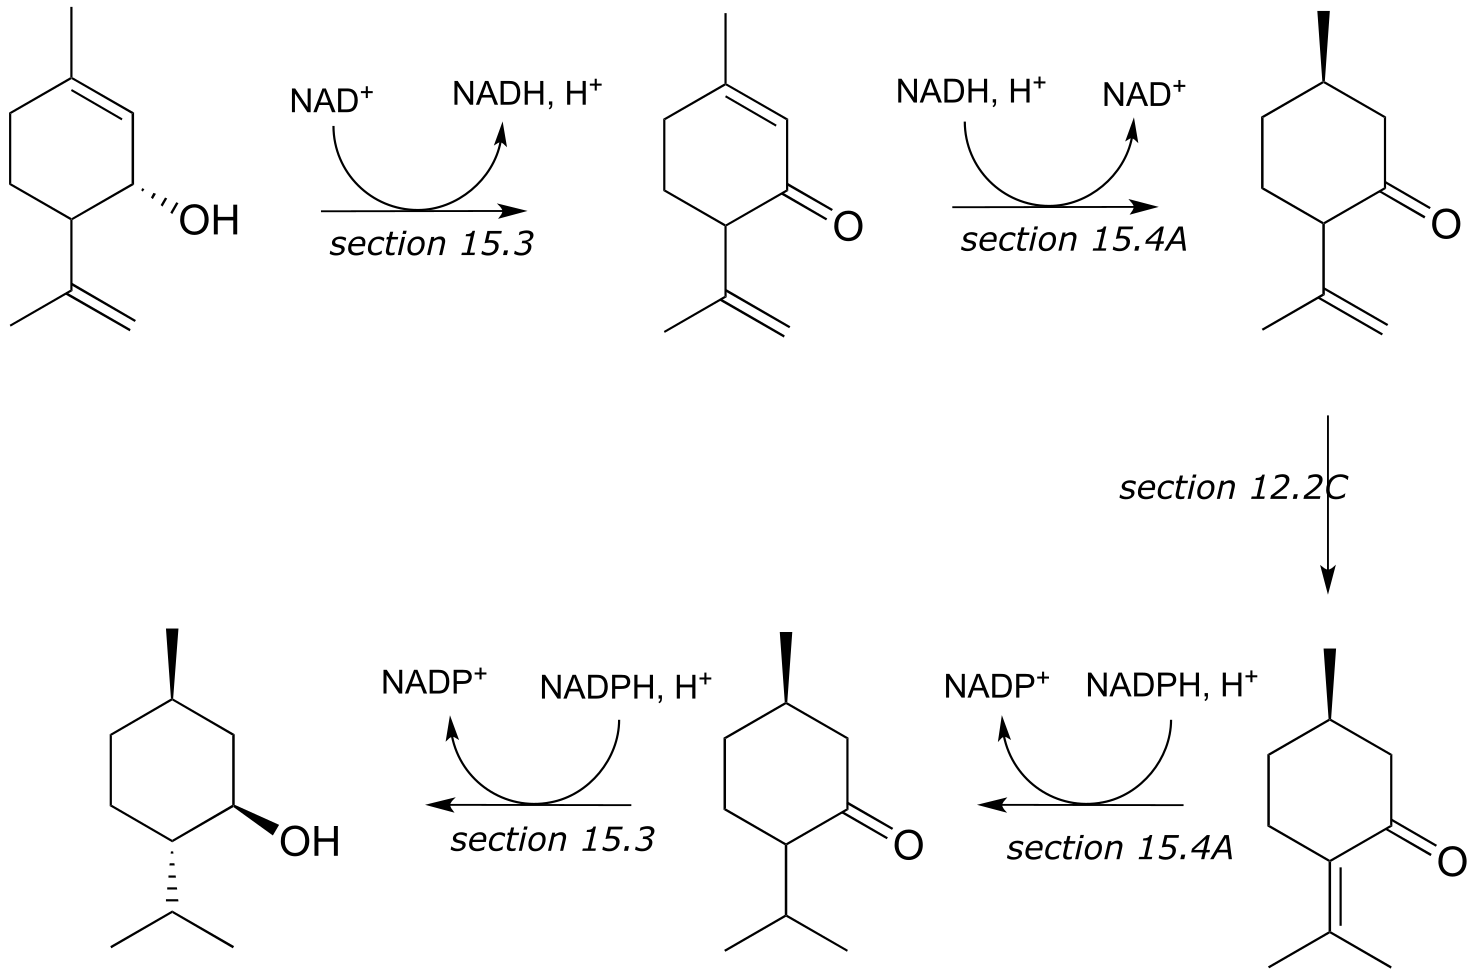 NAD⁺ NADH, H⁺
OH
section 15.3
O
NADH, H⁺ NAD⁺
section 15.4A
O
section 12.2C
NADP⁺ NADPH, H⁺
OH
section 15.3
O
NADP⁺ NADPH, H⁺
section 15.4A
O